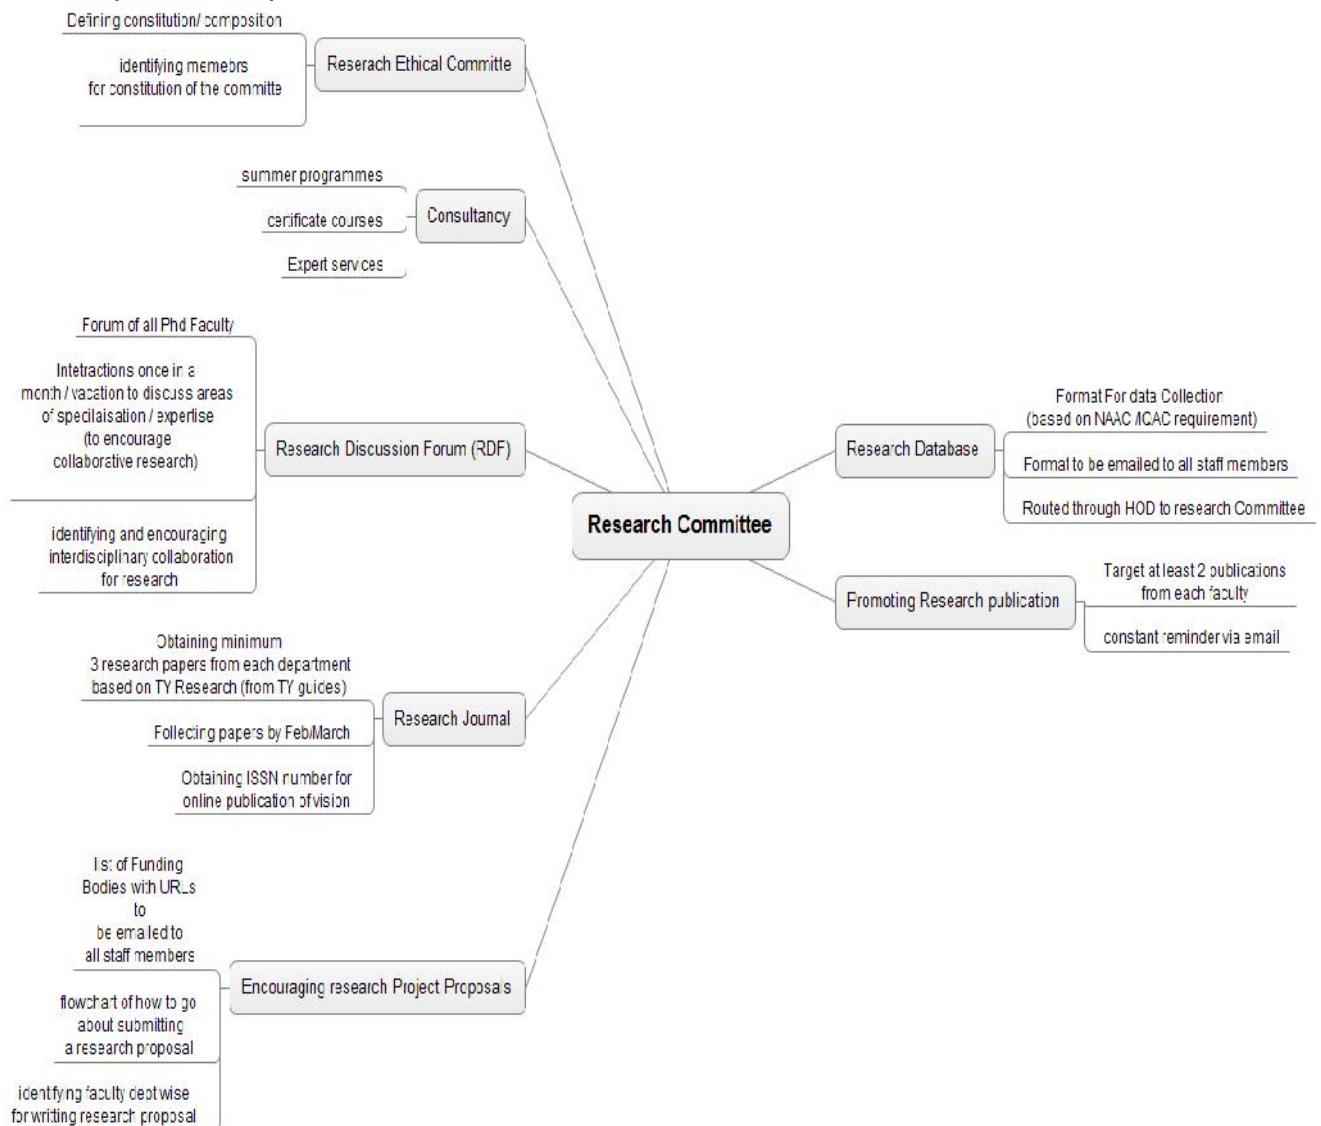 Defining constitution/ composition
identifying memebrs
for constitution of the committe
Reserach Ethical Committe
summer programmes
certificate courses
Expert services
Consultancy
Forum of all Phd Faculty
Intetractions once in a
month / vacation to discuss areas
of specilaisation / expertise
(to encourage
collaborative research)
identifying and encouraging
interdisciplinary collaboration
for research
Research Discussion Forum (RDF)
Obtaining minimum
3 research papers from each department
based on TY Research (from TY guides)
Follecting papers by Feb/March
Obtaining ISSN number for
online publication of vision
Research Journal
list of Funding
Bodies with URLs
to
be emailed to
all staff members
flowchart of how to go
about submitting
a research proposal
identifying faculty dept wise
for writting research proposal
Encouraging research Project Proposals
Research Committee
Research Database
Format For data Collection
(based on NAAC /ICAC requirement)
Format to be emailed to all staff members
Routed through HOD to research Committee
Promoting Research publication
Target at least 2 publications
from each faculty
constant reminder via email